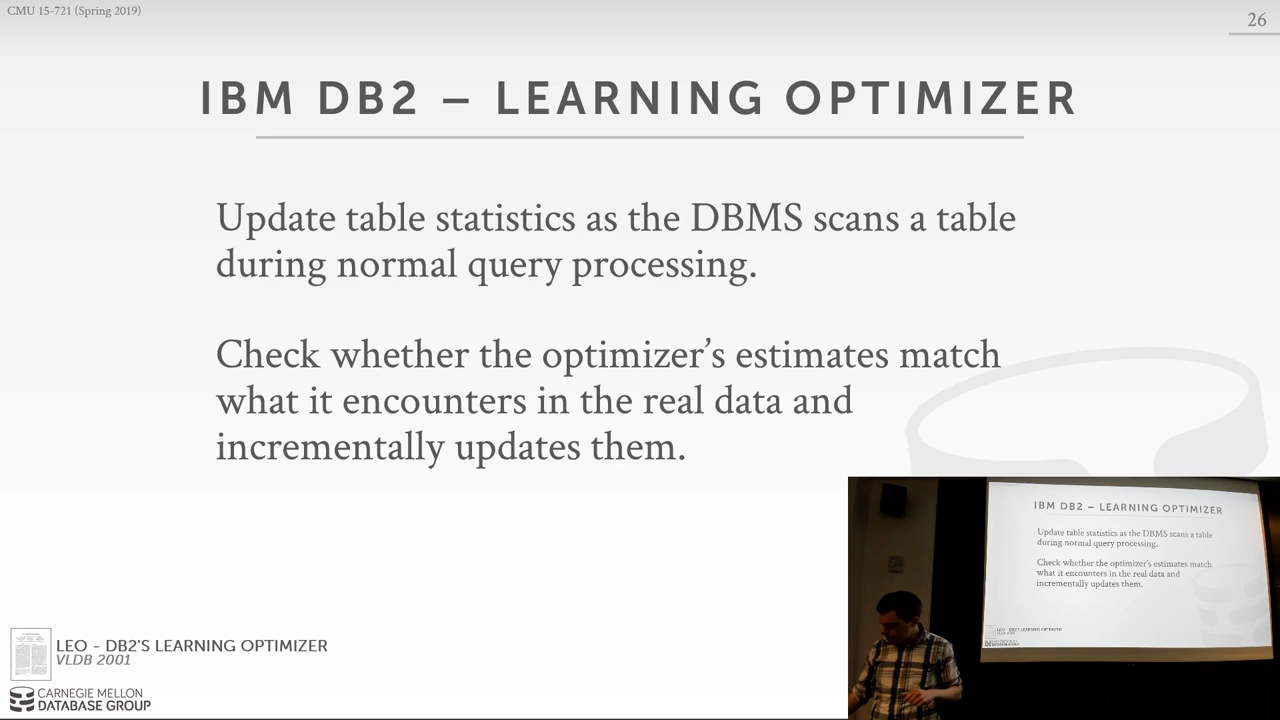 CMU 15-721 (Spring 2019)
26
IBM DB2 – LEARNING OPTIMIZER
Update table statistics as the DBMS scans a table
during normal query processing.
Check whether the optimizer’s estimates match
what it encounters in the real data and
incrementally updates them.
IBM DB2 – LEARNING OPTIMIZER
Update table statistics as the DBMS scans a table
during normal query processing.
Check whether the optimizer’s estimates match
what it encounters in the real data and
incrementally updates them.
LEO - DB2'S LEARNING OPTIMIZER
LEO - DB2'S LEARNING OPTIMIZER
VLDB 2001
CARNEGIE MELLON
DATABASE GROUP